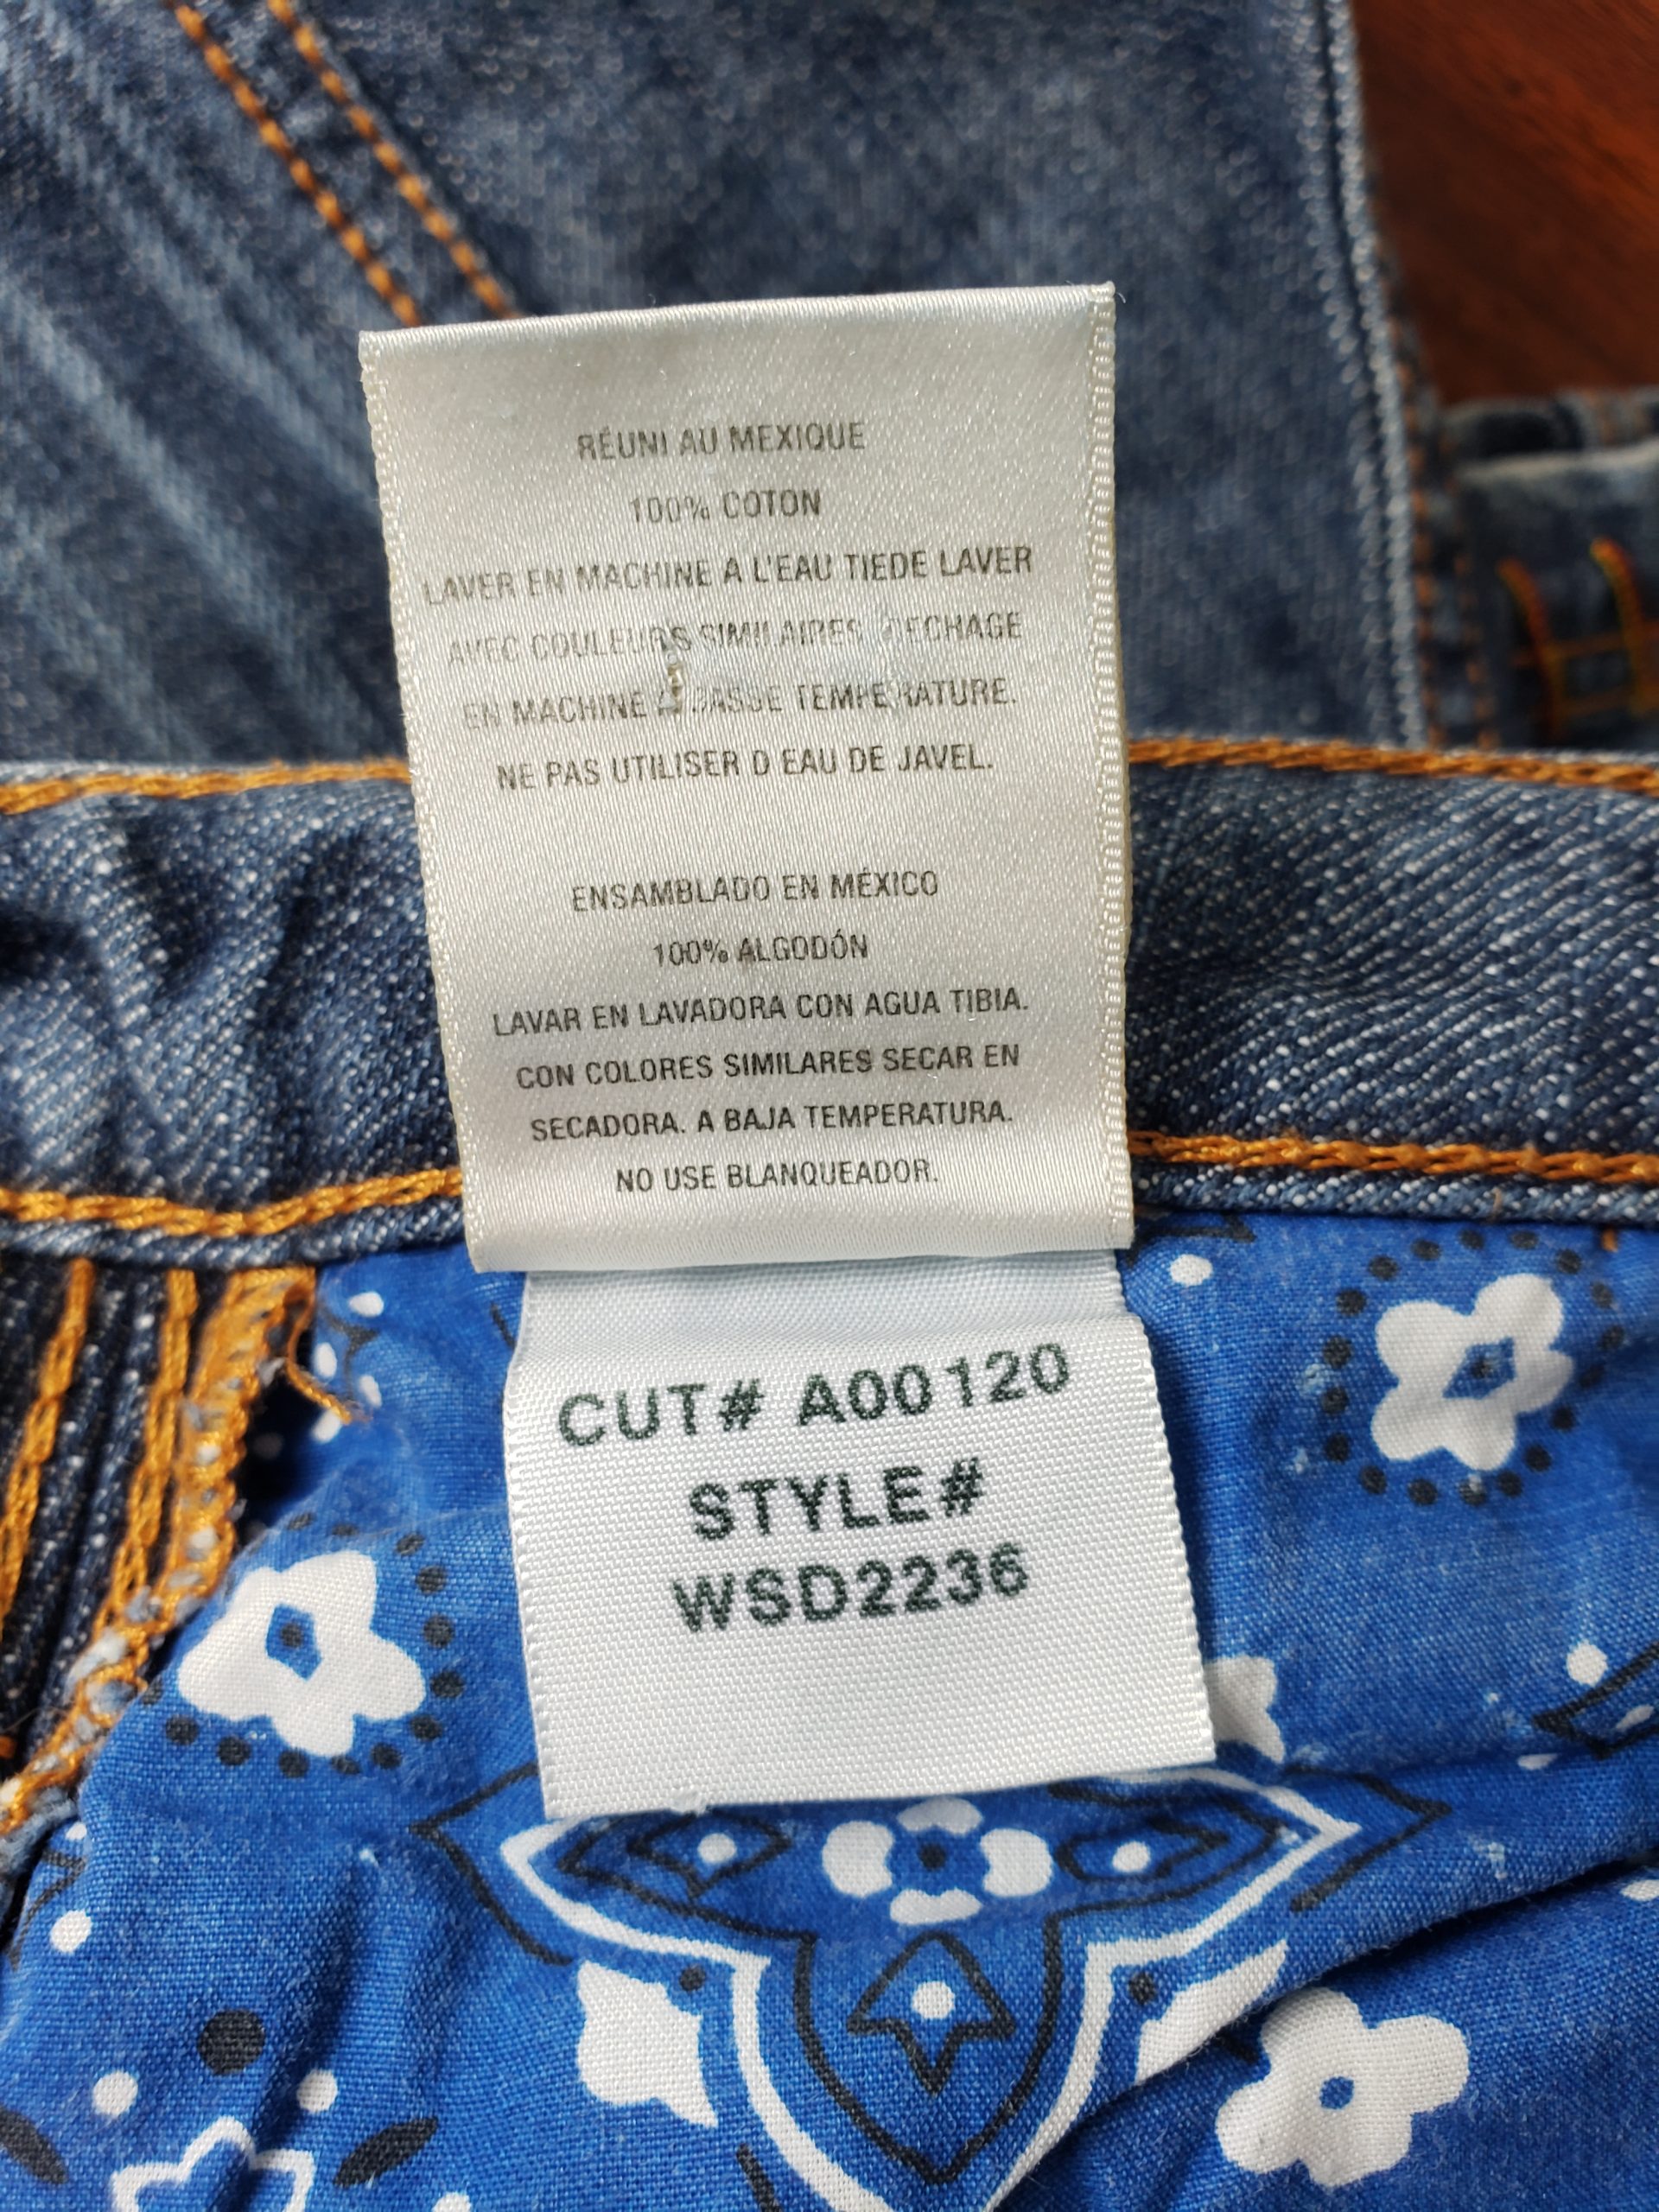 RÉUNI AU MEXIQUE
100% COTON
LAVER EN MACHINE A L'EAU TIEDE LAVER
AVEC COULEURS SIMILAIRES SECHAGE
EN MACHINE A BASSE TEMPERATURE.
NE PAS UTILISER D EAU DE JAVEL.
ENSAMBLADO EN MÉXICO
100% ALGODÓN
LAVAR EN LAVADORA CON AGUA TIBIA.
CON COLORES SIMILARES SECAR EN
SECADORA. A BAJA TEMPERATURA.
NO USE BLANQUEADOR.
CUT# A00120
STYLE#
WSD2236